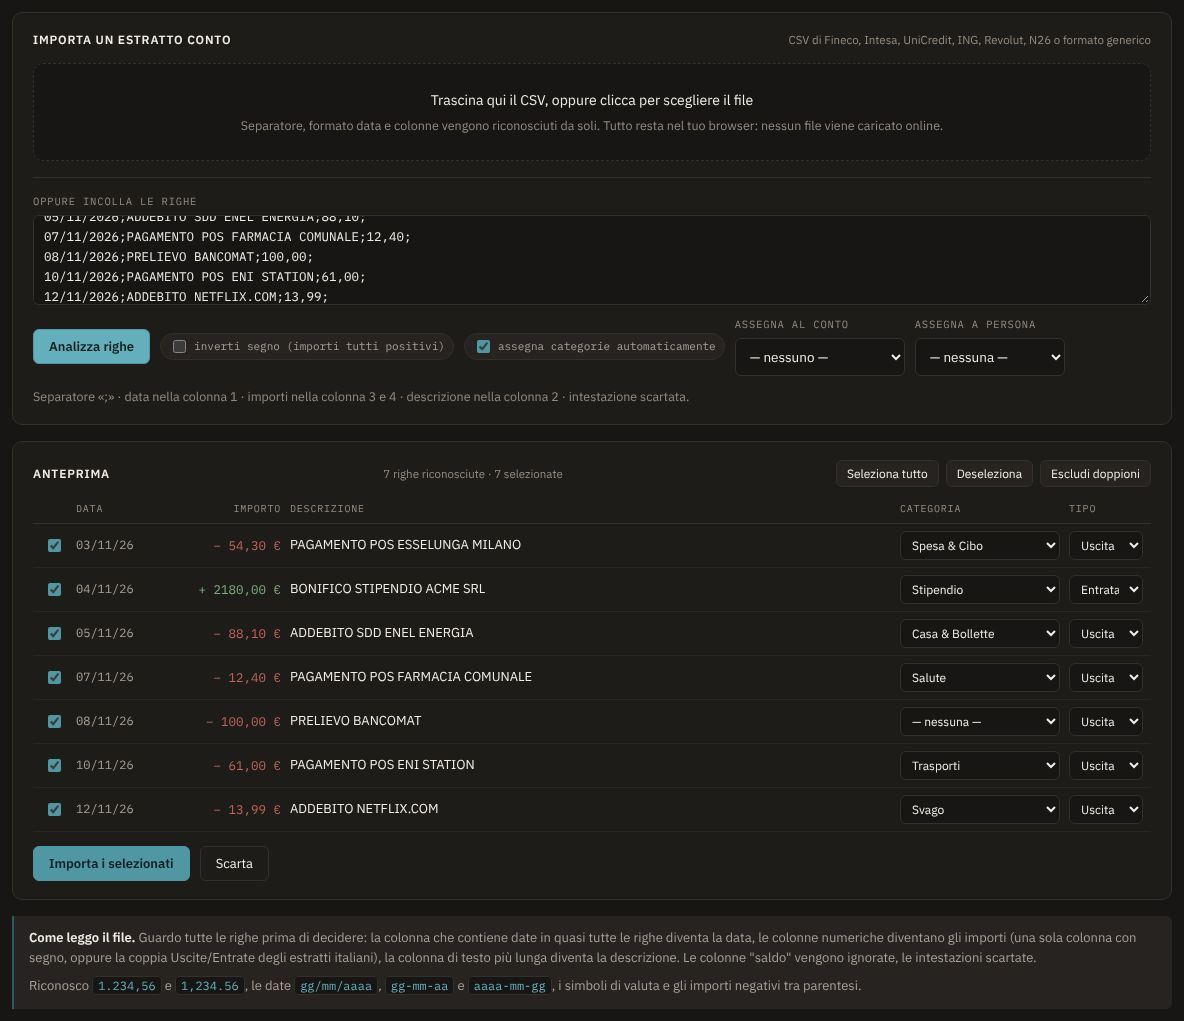 IMPORTA UN ESTRATTO CONTO
CSV di Fineco, Intesa, UniCredit, ING, Revolut, N26 o formato generico
Trascina qui il CSV, oppure clicca per scegliere il file
Separatore, formato data e colonne vengono riconosciuti da soli. Tutto resta nel tuo browser: nessun file viene caricato online.
OPPURE INCOLLA LE RIGHE
05/11/2026;ADDEBITO SDD ENEL ENERGIA;88,10;
07/11/2026;PAGAMENTO POS FARMACIA COMUNALE;12,40;
08/11/2026;PRELIEVO BANCOMAT;100,00;
10/11/2026;PAGAMENTO POS ENI STATION;61,00;
12/11/2026;ADDEBITO NETFLIX.COM;13,99;
ASSEGNA AL CONTO ASSEGNA A PERSONA
Analizza righe inverti segno (importi tutti positivi) assegna categorie automaticamente — nessuno — — nessuna —
Separatore «;» · data nella colonna 1 · importi nella colonna 3 e 4 · descrizione nella colonna 2 · intestazione scartata.
ANTEPRIMA 7 righe riconosciute · 7 selezionate Seleziona tutto Deseleziona Escludi doppioni
DATA IMPORTO DESCRIZIONE CATEGORIA TIPO
03/11/26 − 54,30 € PAGAMENTO POS ESSELUNGA MILANO Spesa & Cibo Uscita
04/11/26 + 2180,00 € BONIFICO STIPENDIO ACME SRL Stipendio Entrata
05/11/26 − 88,10 € ADDEBITO SDD ENEL ENERGIA Casa & Bollette Uscita
07/11/26 − 12,40 € PAGAMENTO POS FARMACIA COMUNALE Salute Uscita
08/11/26 − 100,00 € PRELIEVO BANCOMAT — nessuna — Uscita
10/11/26 − 61,00 € PAGAMENTO POS ENI STATION Trasporti Uscita
12/11/26 − 13,99 € ADDEBITO NETFLIX.COM Svago Uscita
Importa i selezionati Scarta
Come leggo il file. Guardo tutte le righe prima di decidere: la colonna che contiene date in quasi tutte le righe diventa la data, le colonne numeriche diventano gli importi (una sola colonna con
segno, oppure la coppia Uscite/Entrate degli estratti italiani), la colonna di testo più lunga diventa la descrizione. Le colonne "saldo" vengono ignorate, le intestazioni scartate.
Riconosco 1.234,56 e 1,234.56, le date gg/mm/aaaa, gg-mm-aa e aaaa-mm-gg, i simboli di valuta e gli importi negativi tra parentesi.